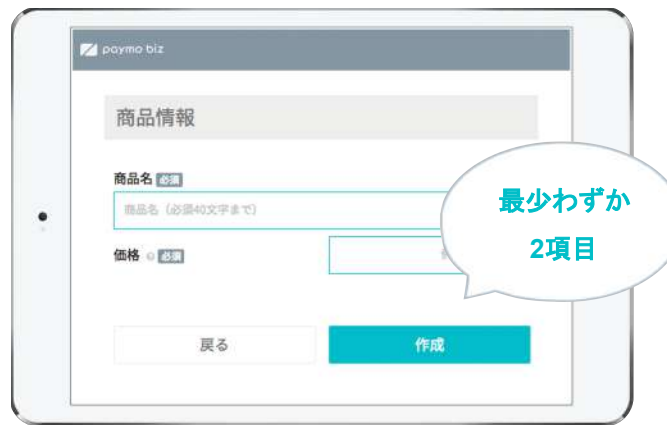 paymo biz
商品情報
商品名 必須
商品名（必須40文字まで）
価格 必須
戻る
作成
最少わずか
2項目